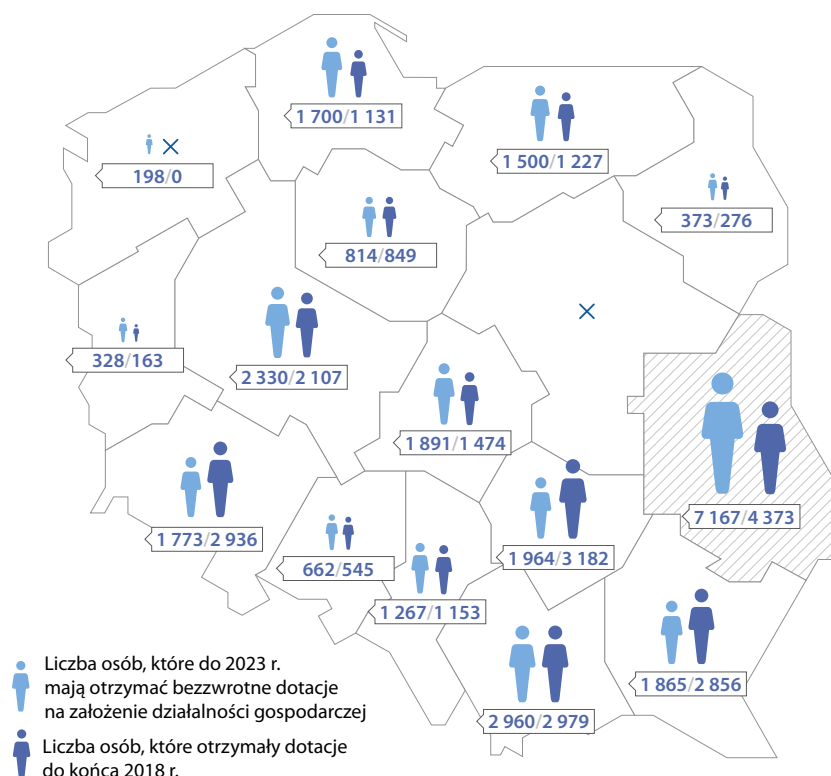 1 700/1 131
1 500/1 227
198/0
373/276
814/849
328/163
2 330/2 107
1 891/1 474
7 167/4 373
1 773/2 936
1 964/3 182
662/545
1 267/1 153
1 865/2 856
2 960/2 979
Liczba osób, które do 2023 r.
mają otrzymać bezzwrotne dotacje
na założenie działalności gospodarczej
Liczba osób, które otrzymały dotacje
do końca 2018 r.